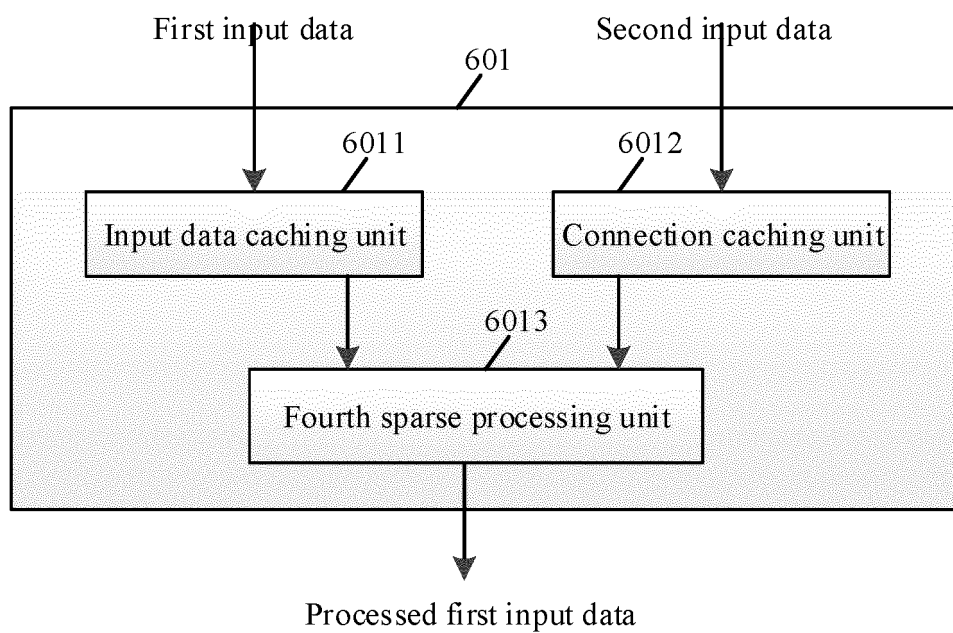 First input data
Second input data
601
6011
6012
Input data caching unit
Connection caching unit
6013
Fourth sparse processing unit
Processed first input data